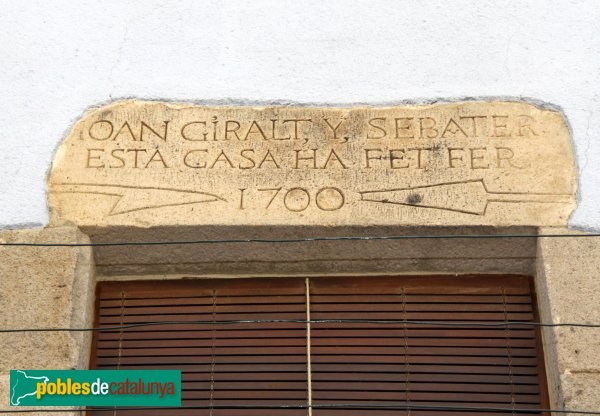 IOAN GIRALT, Y, SEBATER
ESTA CASA HA FET FER
1700
poblesdecatalunya